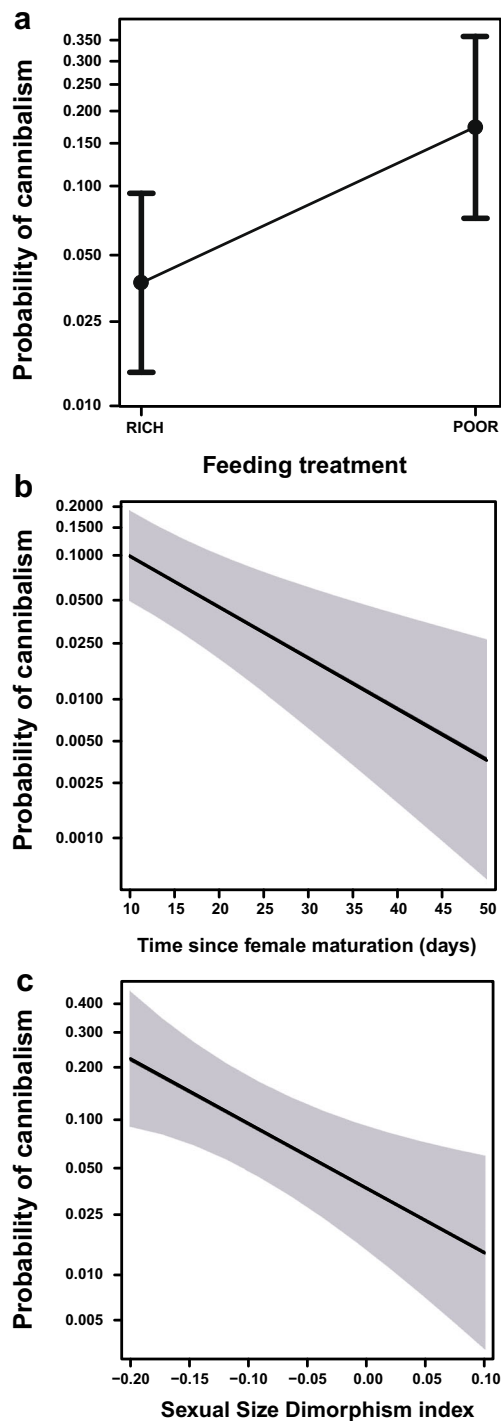 a
Probability of cannibalism
0.350
0.300
0.250
0.200
0.150
0.100
0.050
0.025
0.010
RICH POOR
Feeding treatment
b
Probability of cannibalism
0.2000
0.1500
0.1000
0.0500
0.0250
0.0100
0.0050
0.0025
0.0010
10 15 20 25 30 35 40 45 50
Time since female maturation (days)
c
Probability of cannibalism
0.400
0.300
0.200
0.100
0.050
0.025
0.010
0.005
−0.20 −0.15 −0.10 −0.05 0.00 0.05 0.10
Sexual Size Dimorphism index